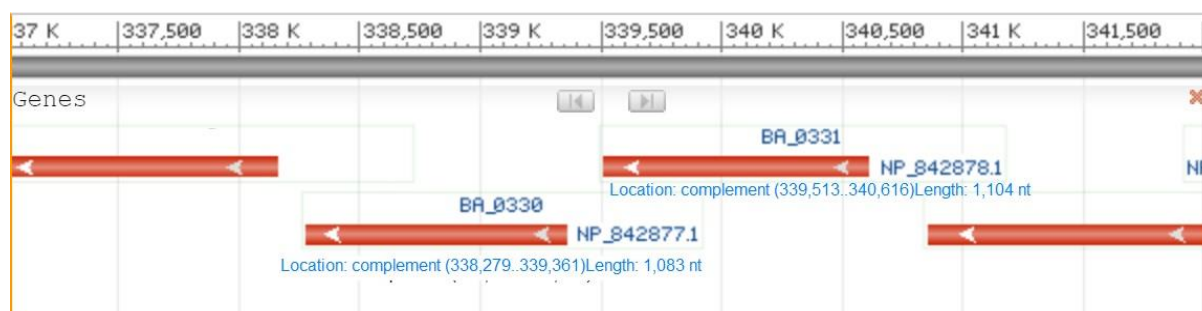 37 K 337,500 338 K 338,500 339 K 339,500 340 K 340,500 341 K 341,500
Genes
BA_0331
NP_842878.1
Location: complement (339,513..340,616)Length: 1,104 nt
BA_0330
NP_842877.1
Location: complement (338,279..339,361)Length: 1,083 nt